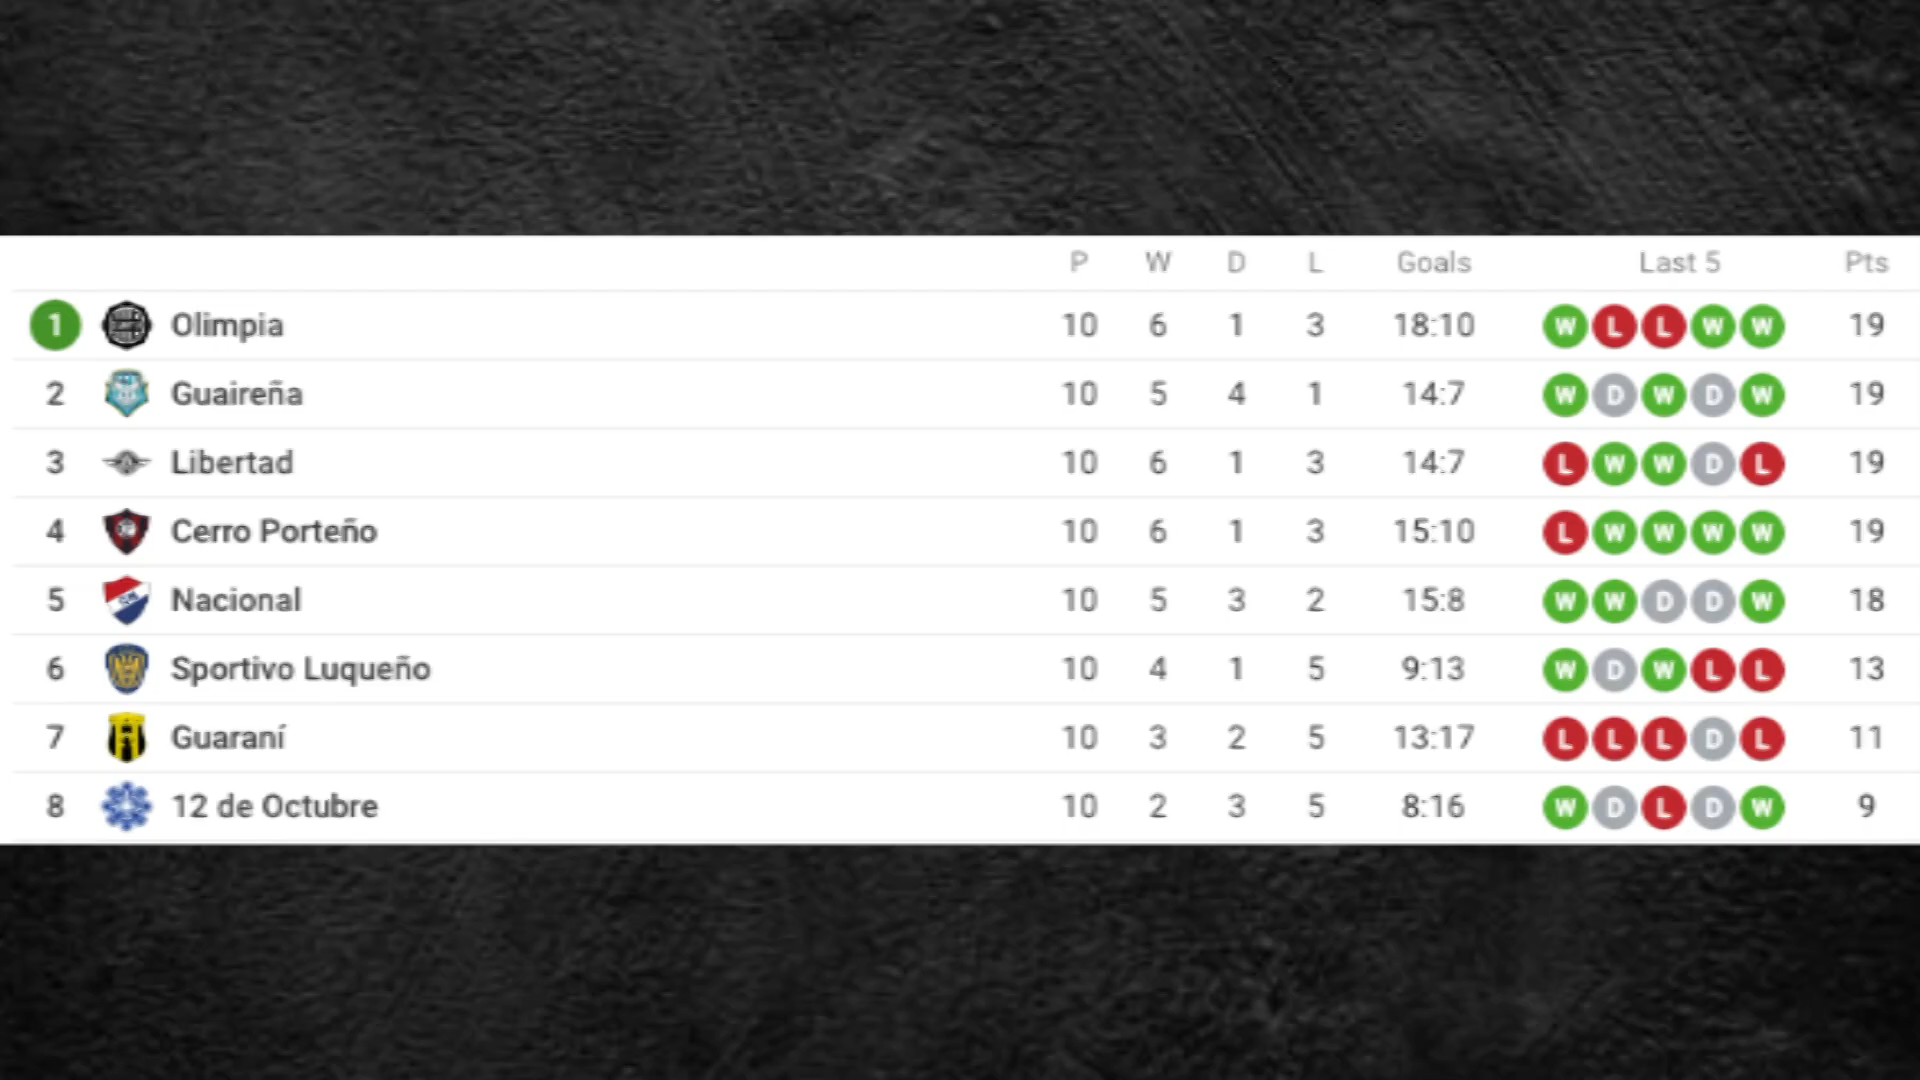 P W D L Goals Last 5 Pts
1 Olimpia 10 6 1 3 18:10 W L L W W 19
2 Guaireña 10 5 4 1 14:7 W D W D W 19
3 Libertad 10 6 1 3 14:7 L W W D L 19
4 Cerro Porteño 10 6 1 3 15:10 L W W W W 19
5 Nacional 10 5 3 2 15:8 W W D D W 18
6 Sportivo Luqueño 10 4 1 5 9:13 W D W L L 13
7 Guaraní 10 3 2 5 13:17 L L L D L 11
8 12 de Octubre 10 2 3 5 8:16 W D L D W 9